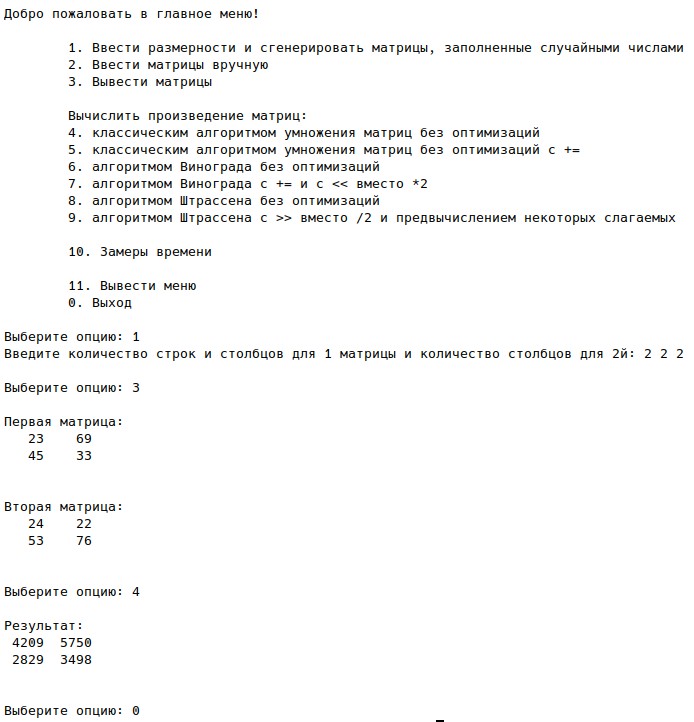 Добро пожаловать в главное меню!
1. Ввести размерности и сгенерировать матрицы, заполненные случайными числами
2. Ввести матрицы вручную
3. Вывести матрицы
Вычислить произведение матриц:
4. классическим алгоритмом умножения матриц без оптимизаций
5. классическим алгоритмом умножения матриц без оптимизаций с +=
6. алгоритмом Винограда без оптимизаций
7. алгоритмом Винограда с += и с << вместо *2
8. алгоритмом Штрассена без оптимизаций
9. алгоритмом Штрассена с >> вместо /2 и предвычислением некоторых слагаемых
10. Замеры времени
11. Вывести меню
0. Выход
Выберите опцию: 1
Введите количество строк и столбцов для 1 матрицы и количество столбцов для 2й: 2 2 2
Выберите опцию: 3
Первая матрица:
23 69
45 33
Вторая матрица:
24 22
53 76
Выберите опцию: 4
Результат:
4209 5750
2829 3498
Выберите опцию: 0